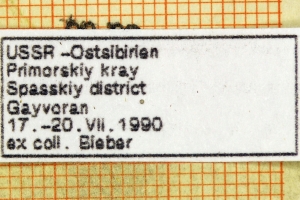 USSR - Ostsibirien
Primorskiy kray
Spasskiy district
Gayvoran
17. - 20. VII. 1990
ex coll. Bieber